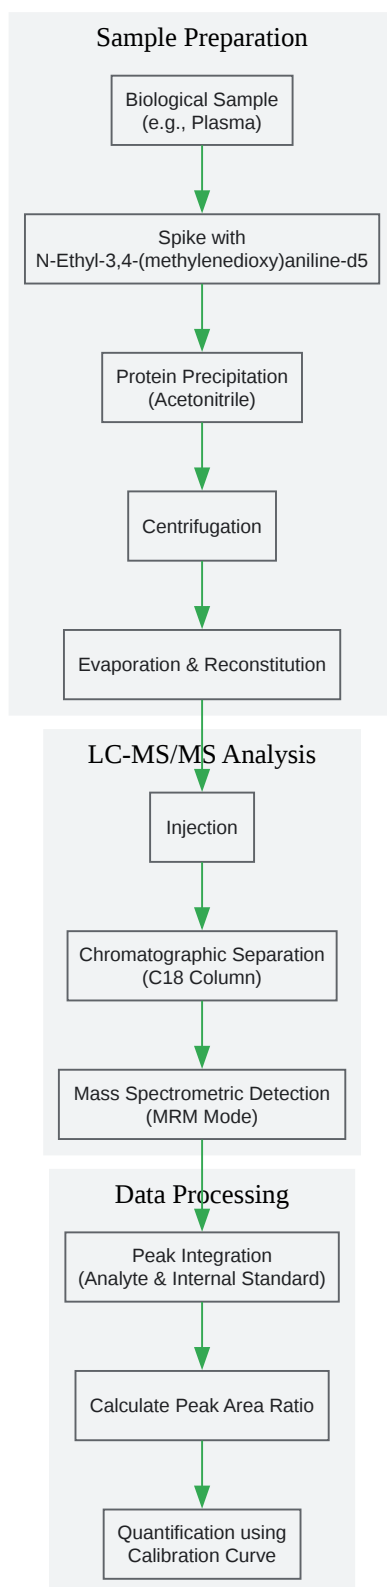 Sample Preparation
Biological Sample
(e.g., Plasma)
Spike with
N-Ethyl-3,4-(methylenedioxy)aniline-d5
Protein Precipitation
(Acetonitrile)
Centrifugation
Evaporation & Reconstitution
LC-MS/MS Analysis
Injection
Chromatographic Separation
(C18 Column)
Mass Spectrometric Detection
(MRM Mode)
Data Processing
Peak Integration
(Analyte & Internal Standard)
Calculate Peak Area Ratio
Quantification using
Calibration Curve